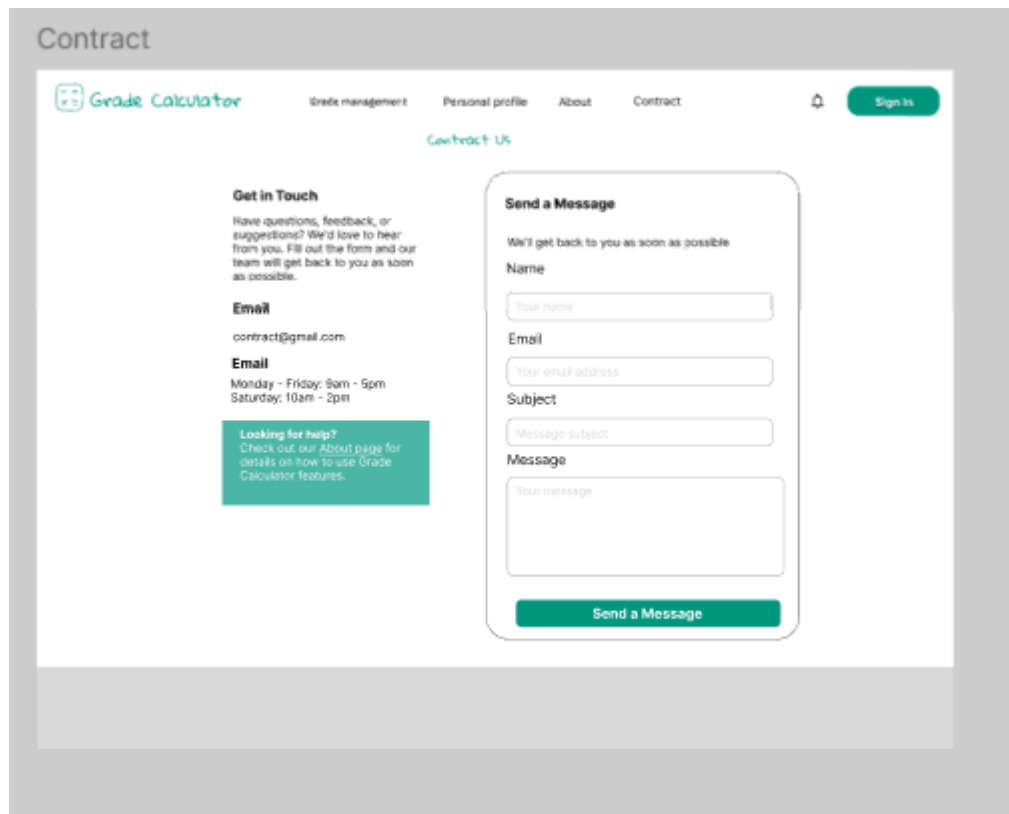 Contract
Grade Calculator
Grade management
Personal profile
About
Contract
Sign In
Contract Us
Get in Touch
Have questions, feedback, or
suggestions? We'd love to hear
from you. Fill out the form and our
team will get back to you as soon
as possible.
Email
contract@gmail.com
Email
Monday - Friday: 9am - 5pm
Saturday: 10am - 2pm
Looking for help?
Check out our About page for
details on how to use Grade
Calculator features.
Send a Message
We'll get back to you as soon as possible
Name
Your name
Email
Your email address
Subject
Message subject
Message
Your message
Send a Message